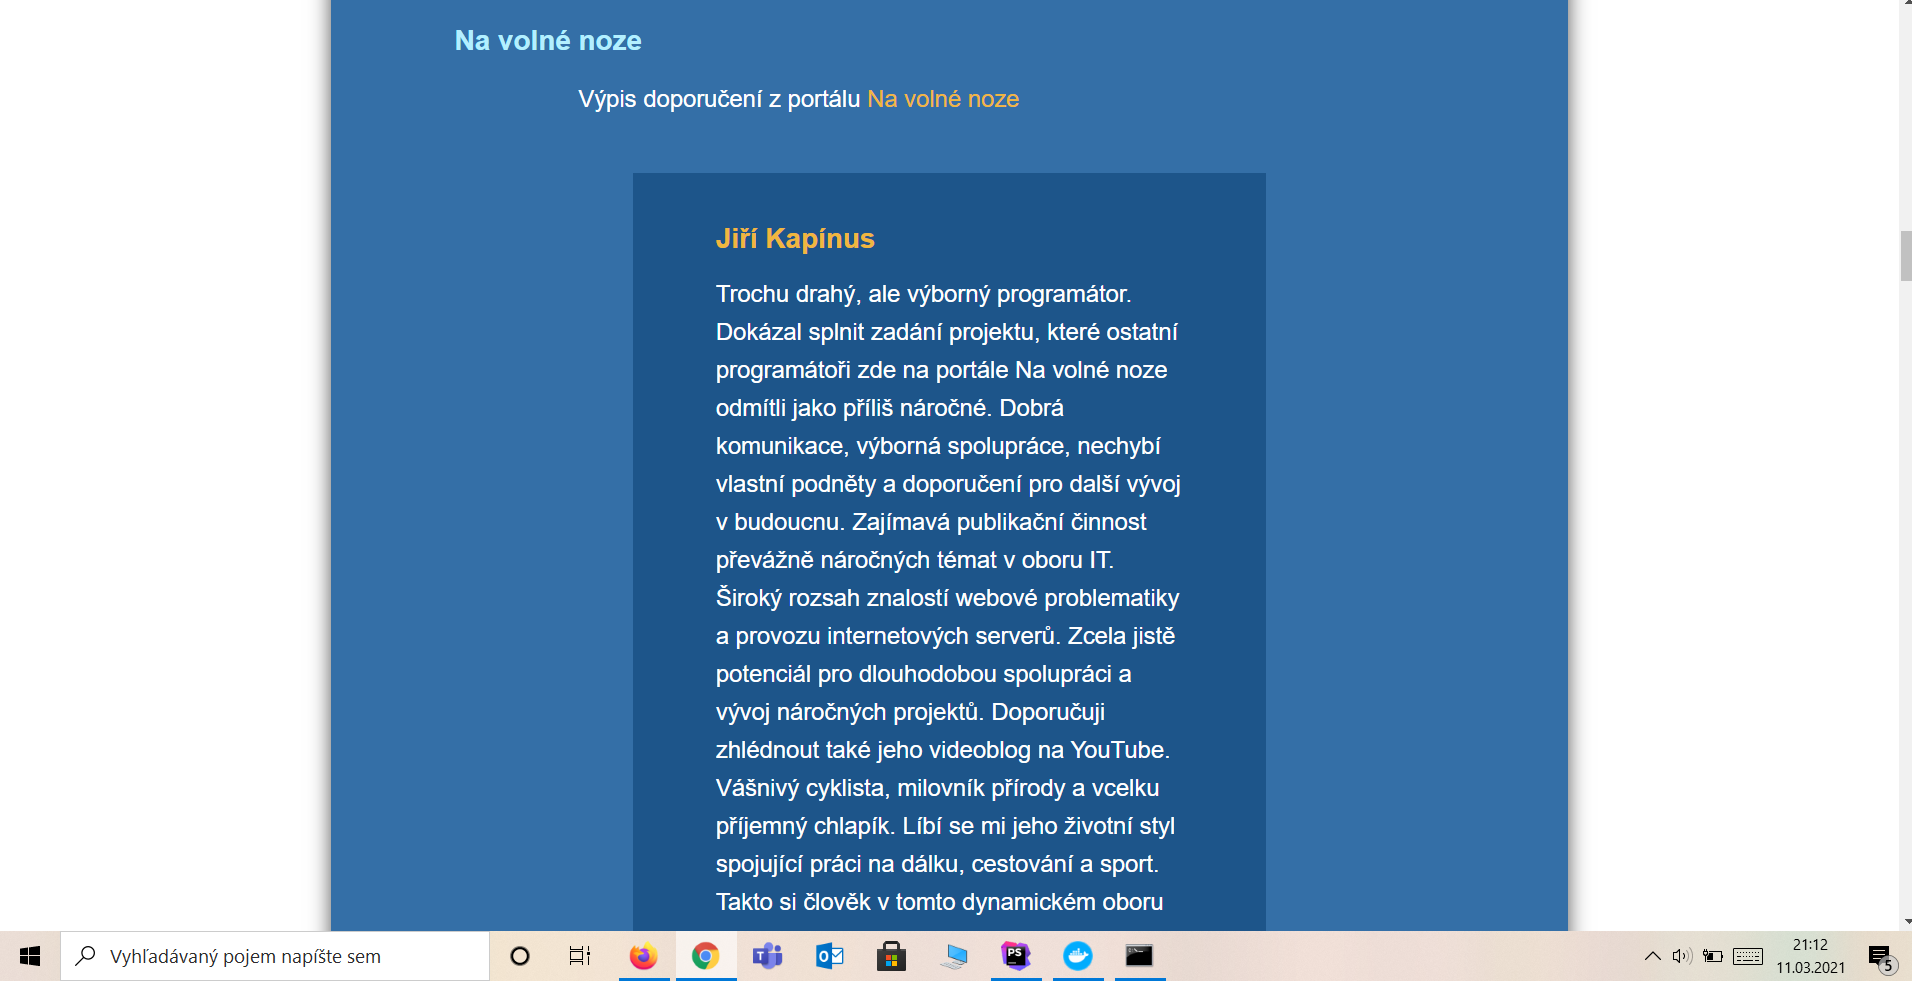 Na volné noze
Výpis doporučení z portálu Na volné noze
Jiří Kapínus
Trochu drahý, ale výborný programátor.
Dokázal splnit zadání projektu, které ostatní
programátoři zde na portále Na volné noze
odmítli jako příliš náročné. Dobrá
komunikace, výborná spolupráce, nechybí
vlastní podněty a doporučení pro další vývoj
v budoucnu. Zajímavá publikační činnost
převážně náročných témat v oboru IT.
Široký rozsah znalostí webové problematiky
a provozu internetových serverů. Zcela jistě
potenciál pro dlouhodobou spolupráci a
vývoj náročných projektů. Doporučuji
zhlédnout také jeho videoblog na YouTube.
Vášnivý cyklista, milovník přírody a vcelku
příjemný chlapík. Líbí se mi jeho životní styl
spojující práci na dálku, cestování a sport.
Takto si člověk v tomto dynamickém oboru
Vyhľadávaný pojem napíšte sem
PS
21:12
11.03.2021
5